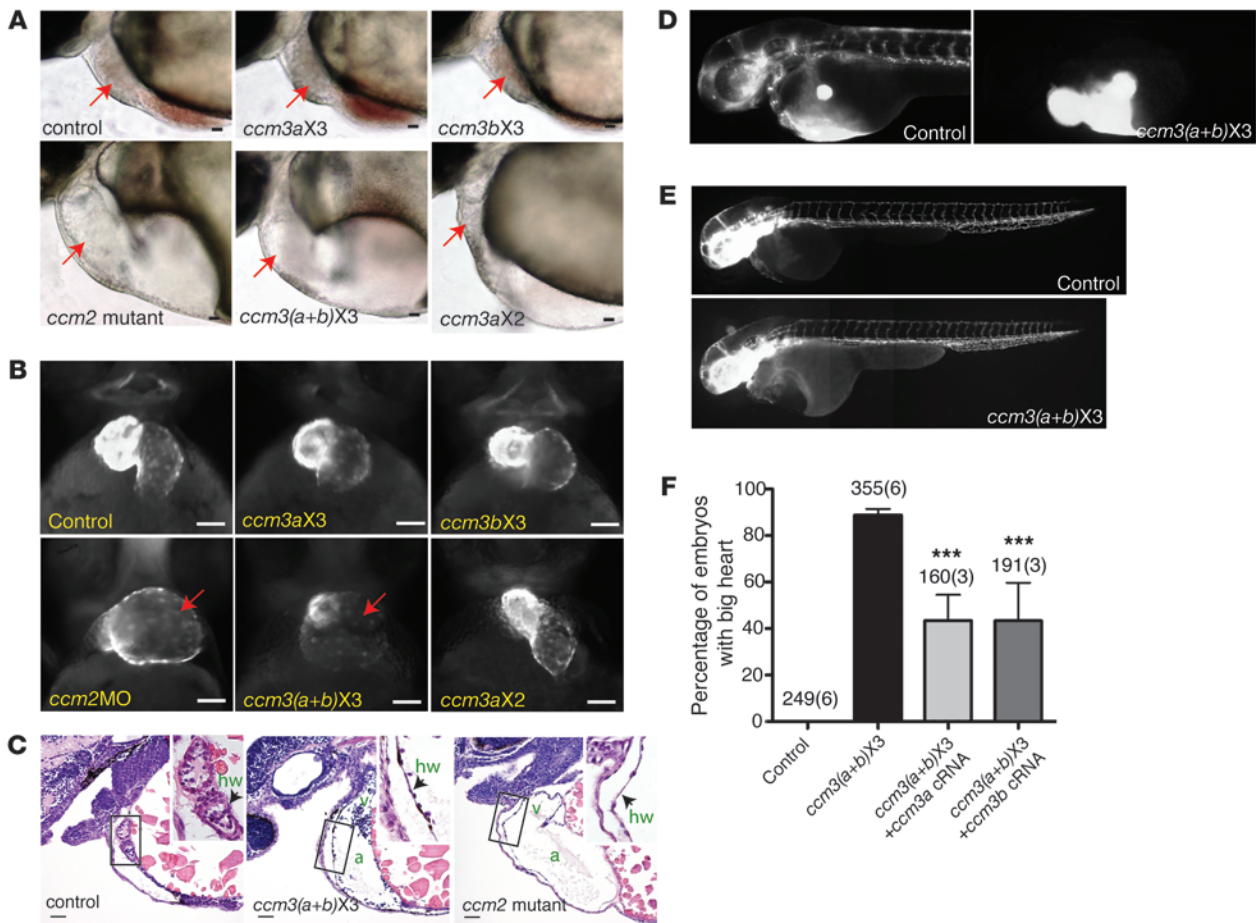 A
control
ccm3aX3
ccm3bX3
ccm2 mutant
ccm3(a+b)X3
ccm3aX2
B
Control
ccm3aX3
ccm3bX3
ccm2MO
ccm3(a+b)X3
ccm3aX2
C
hw
control
v
hw
a
ccm3(a+b)X3
v
hw
a
ccm2 mutant
D
Control
ccm3(a+b)X3
E
Control
ccm3(a+b)X3
F
Percentage of embryos
with big heart
100
80
60
40
20
0
249(6)
355(6)
***
160(3)
***
191(3)
Control
ccm3(a+b)X3
ccm3(a+b)X3
+ccm3a cRNA
ccm3(a+b)X3
+ccm3b cRNA